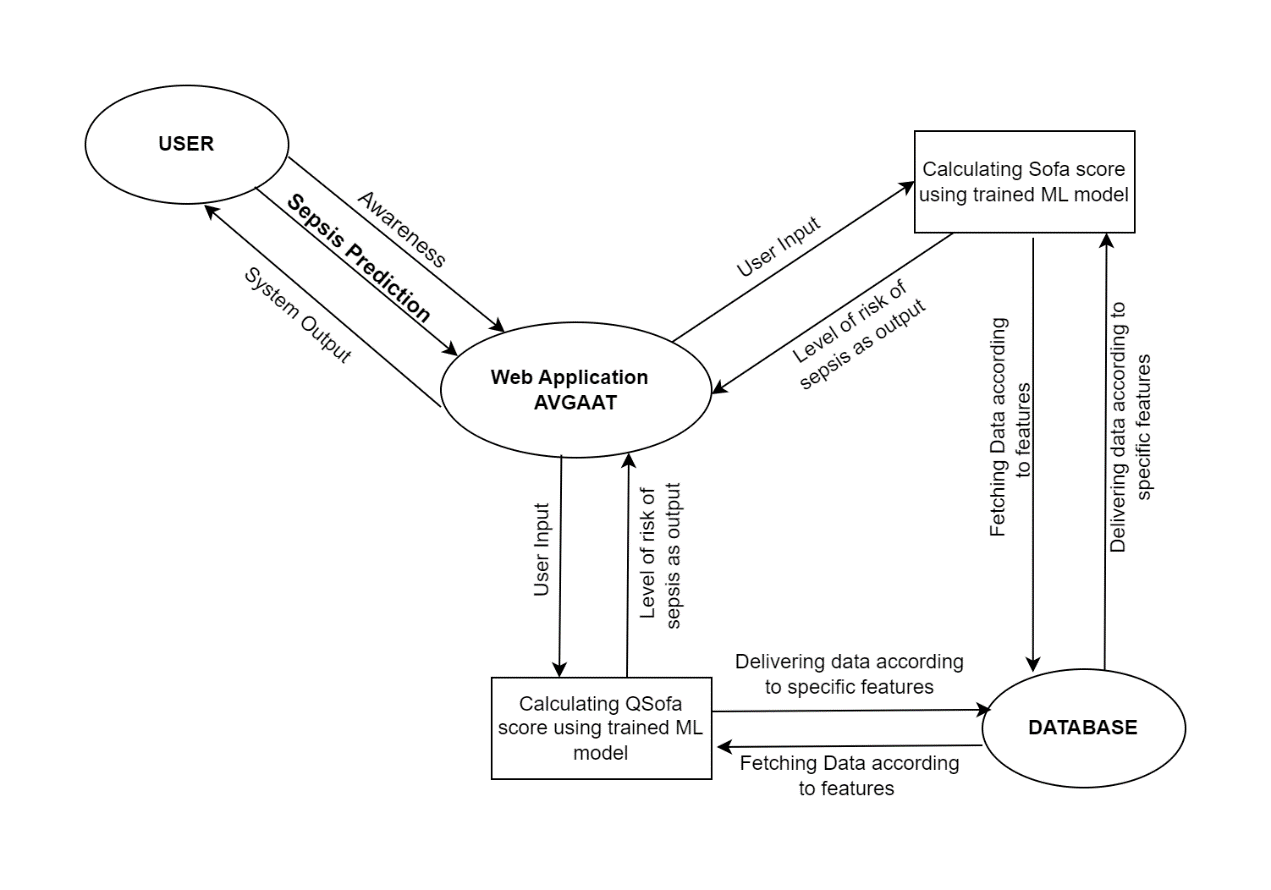 USER
Awareness
Sepsis Prediction
System Output
Web Application
AVGAAT
User Input
Level of risk of
sepsis as output
Calculating Sofa score
using trained ML model
Fetching Data according
to features
Delivering data according to
specific features
User Input
Level of risk of
sepsis as output
Calculating QSofa
score using trained ML
model
Delivering data according
to specific features
Fetching Data according
to features
DATABASE